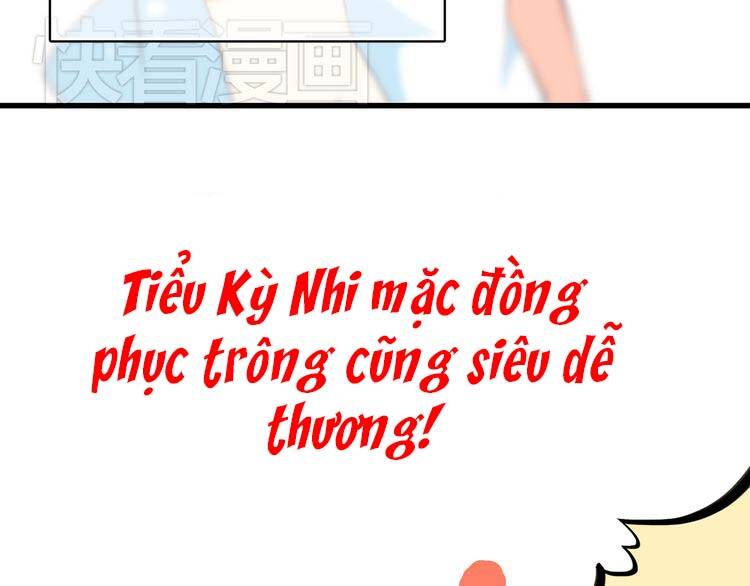 快看漫画
Tiểu Kỳ Nhi mặc đồng
phục trông cũng siêu dễ
thương!